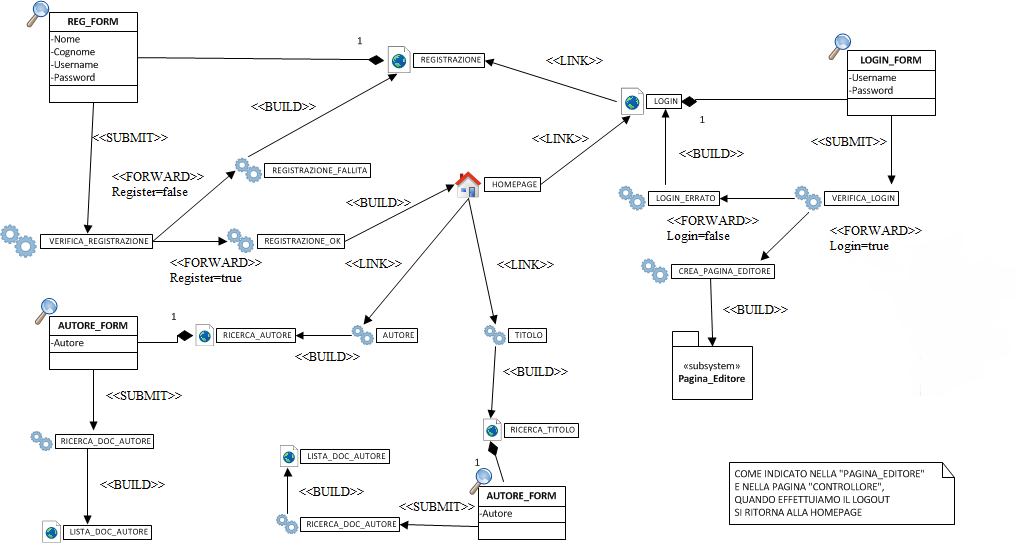 REG_FORM
-Nome
-Cognome
-Username
-Password
1
REGISTRAZIONE
<<LINK>>
LOGIN_FORM
-Username
-Password
LOGIN
1
<<BUILD>>
<<SUBMIT>>
<<LINK>>
<<SUBMIT>>
<<BUILD>>
<<FORWARD>>
Register=false
REGISTRAZIONE_FALLITA
HOMEPAGE
<<BUILD>>
LOGIN_ERRATO
VERIFICA_LOGIN
<<FORWARD>>
Login=false
<<FORWARD>>
Login=true
VERIFICA_REGISTRAZIONE
REGISTRAZIONE_OK
<<FORWARD>>
Register=true
<<LINK>>
<<LINK>>
CREA_PAGINA_EDITORE
<<BUILD>>
AUTORE_FORM
-Autore
1
RICERCA_AUTORE
AUTORE
<<BUILD>>
TITOLO
<<BUILD>>
«subsystem»
Pagina_Editore
<<SUBMIT>>
RICERCA_DOC_AUTORE
<<BUILD>>
LISTA_DOC_AUTORE
RICERCA_TITOLO
1
AUTORE_FORM
-Autore
<<SUBMIT>>
LISTA_DOC_AUTORE
<<BUILD>>
RICERCA_DOC_AUTORE
COME INDICATO NELLA "PAGINA_EDITORE"
E NELLA PAGINA "CONTROLLORE",
QUANDO EFFETTUIAMO IL LOGOUT
SI RITORNA ALLA HOMEPAGE